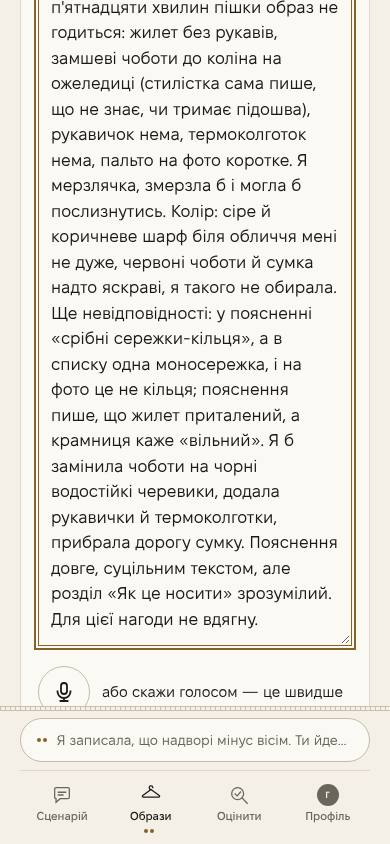 п'ятнадцяти хвилин пішки образ не
годиться: жилет без рукавів,
замшеві чоботи до коліна на
ожеледиці (стилістка сама пише,
що не знає, чи тримає підошва),
рукавичок нема, термоколготок
нема, пальто на фото коротке. Я
мерзлячка, змерзла б і могла б
послизнутись. Колір: сіре й
коричневе шарф біля обличчя мені
не дуже, червоні чоботи й сумка
надто яскраві, я такого не обирала.
Ще невідповідності: у поясненні
«срібні сережки-кільця», а в
списку одна моносережка, і на
фото це не кільця; пояснення
пише, що жилет приталений, а
крамниця каже «вільний». Я б
замінила чоботи на чорні
водостійкі черевики, додала
рукавички й термоколготки,
прибрала дорогу сумку. Пояснення
довге, суцільним текстом, але
розділ «Як це носити» зрозумілий.
Для цієї нагоди не вдягну.
або скажи голосом — це швидше
Я записала, що надворі мінус вісім. Ти йде...
Сценарій
Образи
Оцінити
Г
Профіль